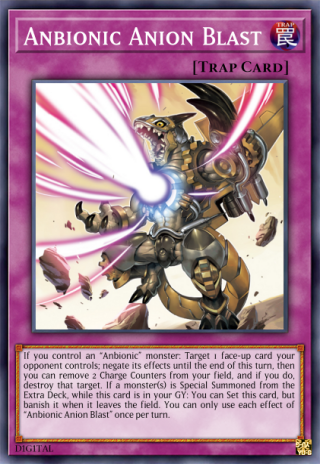 Anbionic Anion Blast
TRAP
罠
[Trap Card]
If you control an "Anbionic" monster: Target 1 face-up card your
opponent controls; negate its effects until the end of this turn, then
you can remove 2 Charge Counters from your field, and if you do,
destroy that target. If a monster(s) is Special Summoned from the
Extra Deck, while this card is in your GY: You can Set this card, but
banish it when it leaves the field. You can only use each effect of
"Anbionic Anion Blast" once per turn.
DIGITAL